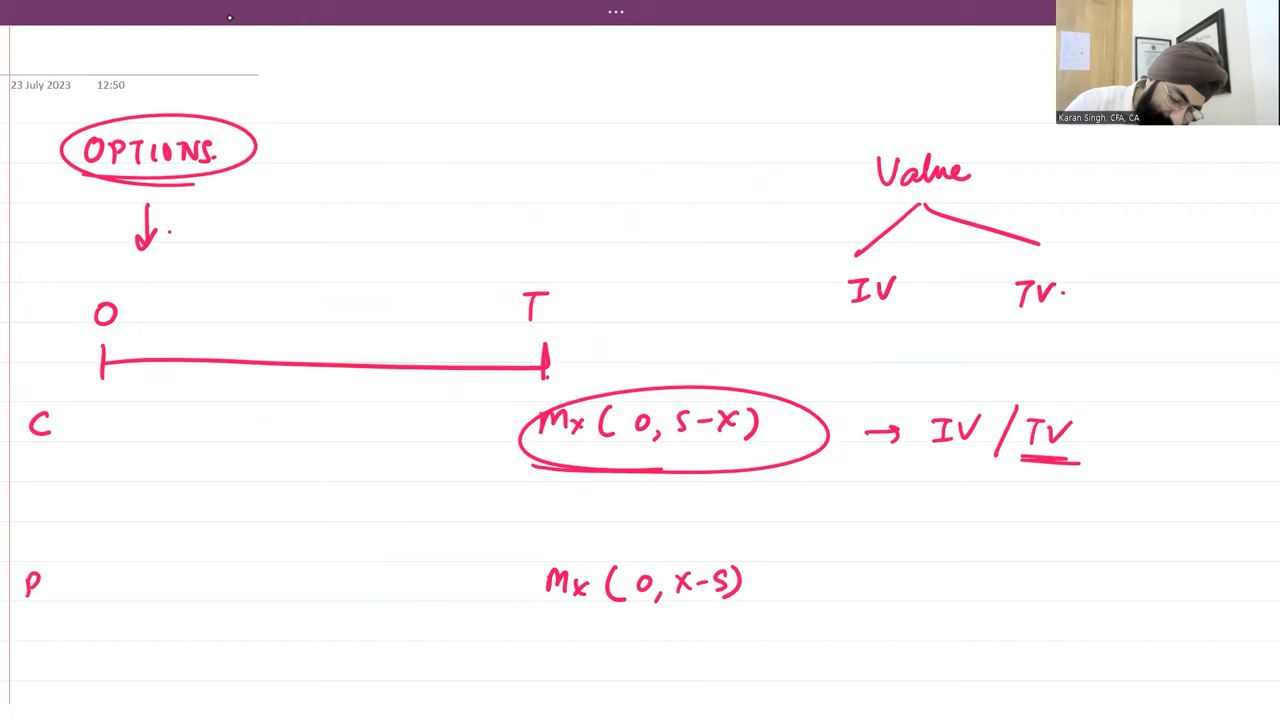 23 July 2023 12:50
Karan Singh, CFA, CA
OPTIONS.
Value
IV TV.
0 T
C Mx ( 0, S-X) → IV / TV
P Mx ( 0, X-S)